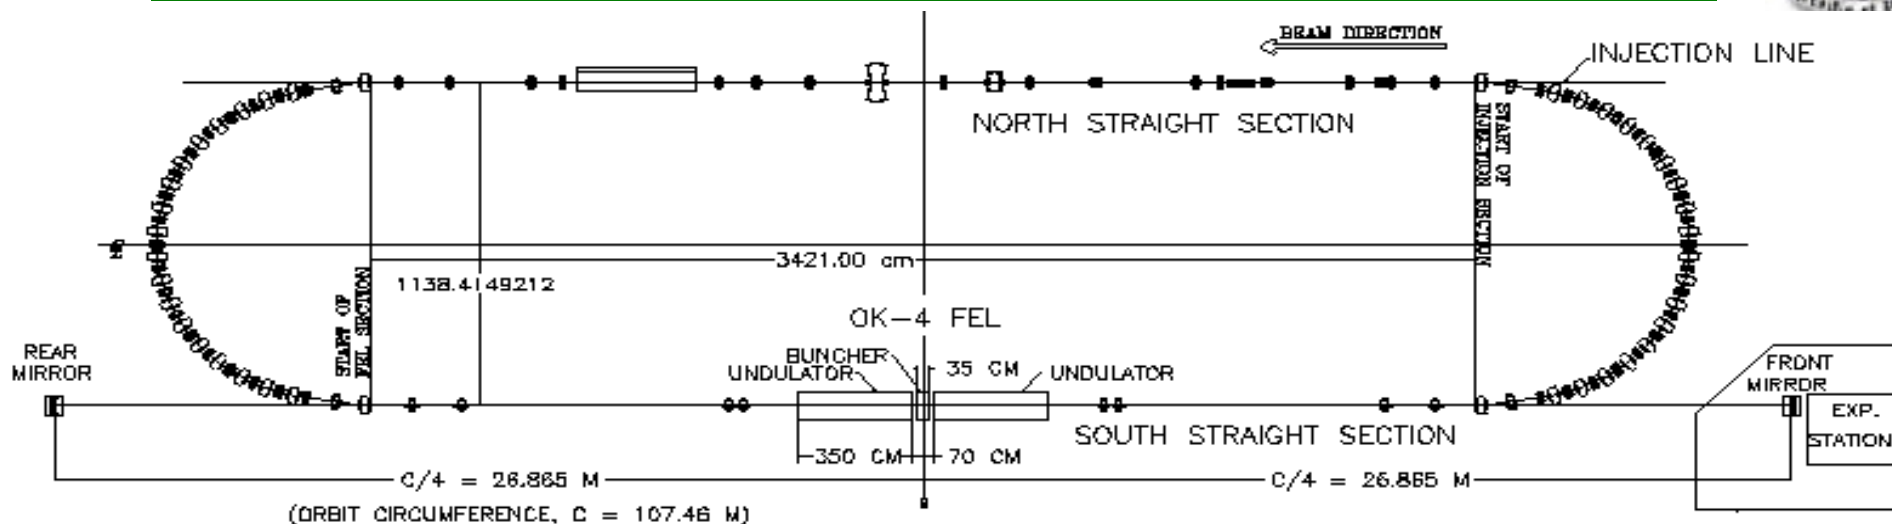 BEAM DIRECTION
INJECTION LINE
NORTH STRAIGHT SECTION
START OF
INJECTION SECTION
3421.00 cm
1138.4149212
START OF
FEL SECTION
OK-4 FEL
REAR
MIRROR
BUNCHER
35 CM
UNDULATOR
UNDULATOR
FRONT
MIRROR
EXP.
STATION
SOUTH STRAIGHT SECTION
350 CM
70 CM
C/4 = 26.865 M
C/4 = 26.865 M
(ORBIT CIRCUMFERENCE, C = 107.46 M)